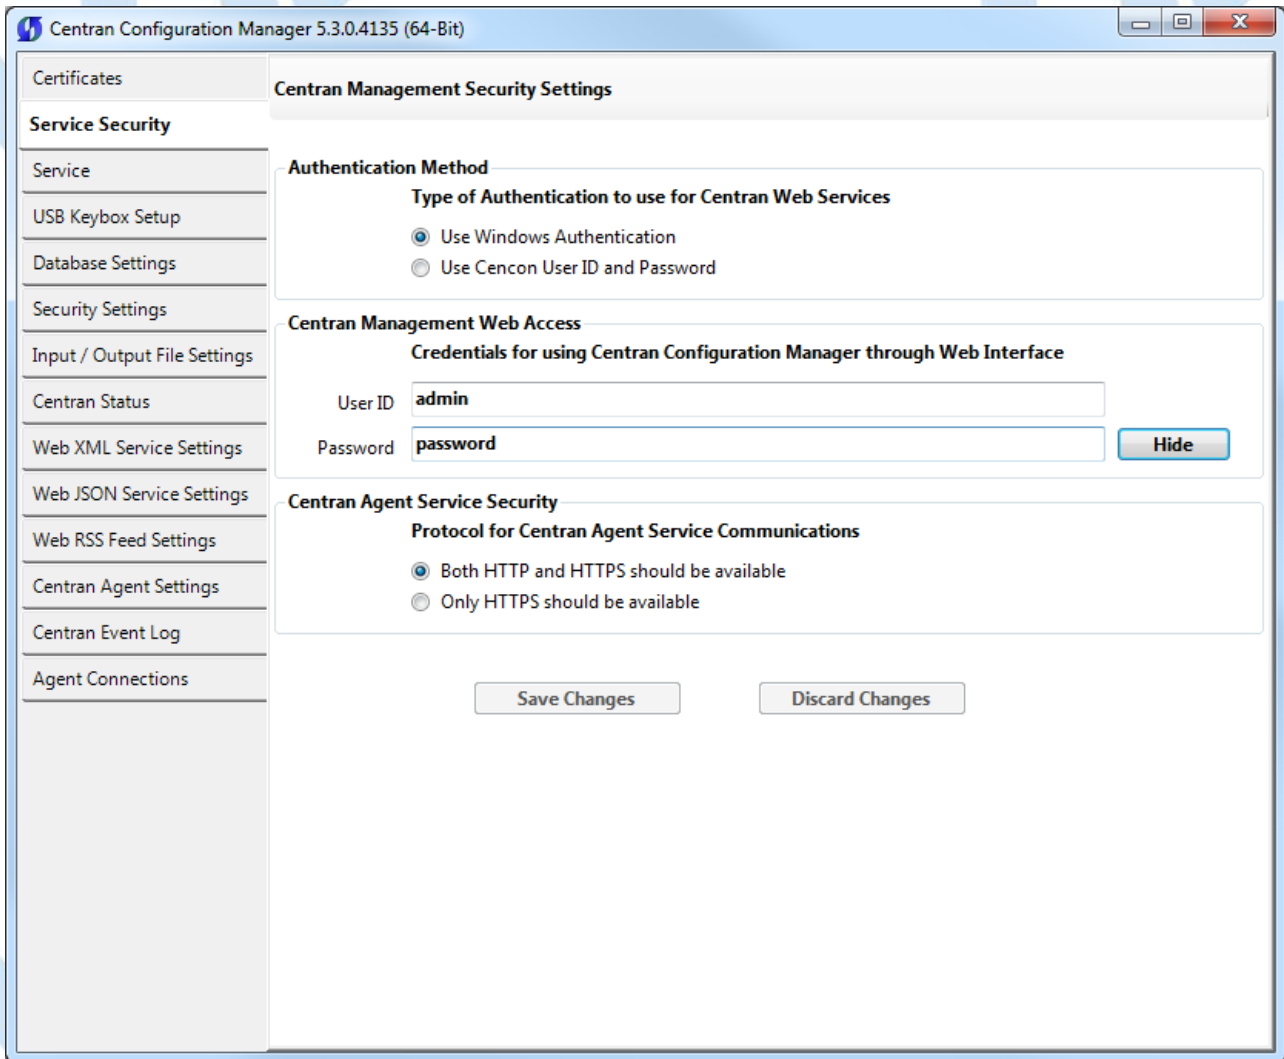 Centran Configuration Manager 5.3.0.4135 (64-Bit)
Certificates
Service Security
Service
USB Keybox Setup
Database Settings
Security Settings
Input / Output File Settings
Centran Status
Web XML Service Settings
Web JSON Service Settings
Web RSS Feed Settings
Centran Agent Settings
Centran Event Log
Agent Connections
Centran Management Security Settings
Authentication Method
Type of Authentication to use for Centran Web Services
Use Windows Authentication
Use Cencon User ID and Password
Centran Management Web Access
Credentials for using Centran Configuration Manager through Web Interface
User ID admin
Password password Hide
Centran Agent Service Security
Protocol for Centran Agent Service Communications
Both HTTP and HTTPS should be available
Only HTTPS should be available
Save Changes Discard Changes